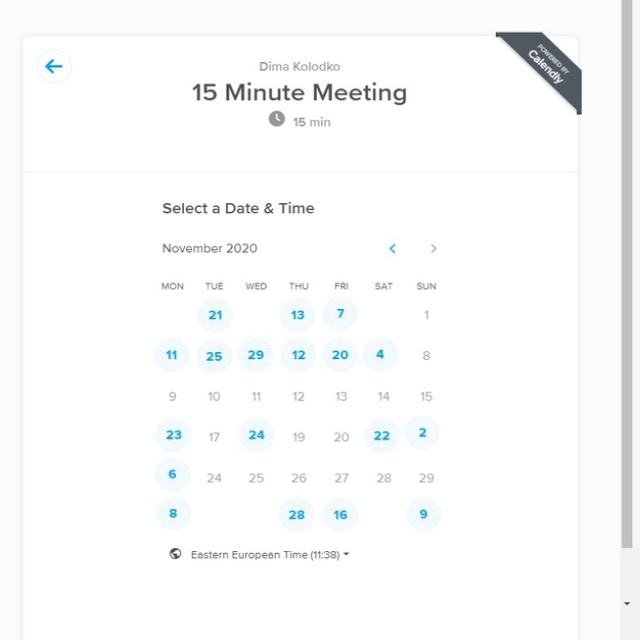 POWERED BY
Calendly
Dima Kolodko
15 Minute Meeting
15 min
Select a Date & Time
November 2020
MON TUE WED THU FRI SAT SUN
21 13 7 1
11 25 29 12 20 4 8
9 10 11 12 13 14 15
23 17 24 19 20 22 2
6 24 25 26 27 28 29
8 28 16 9
Eastern European Time (11:38)